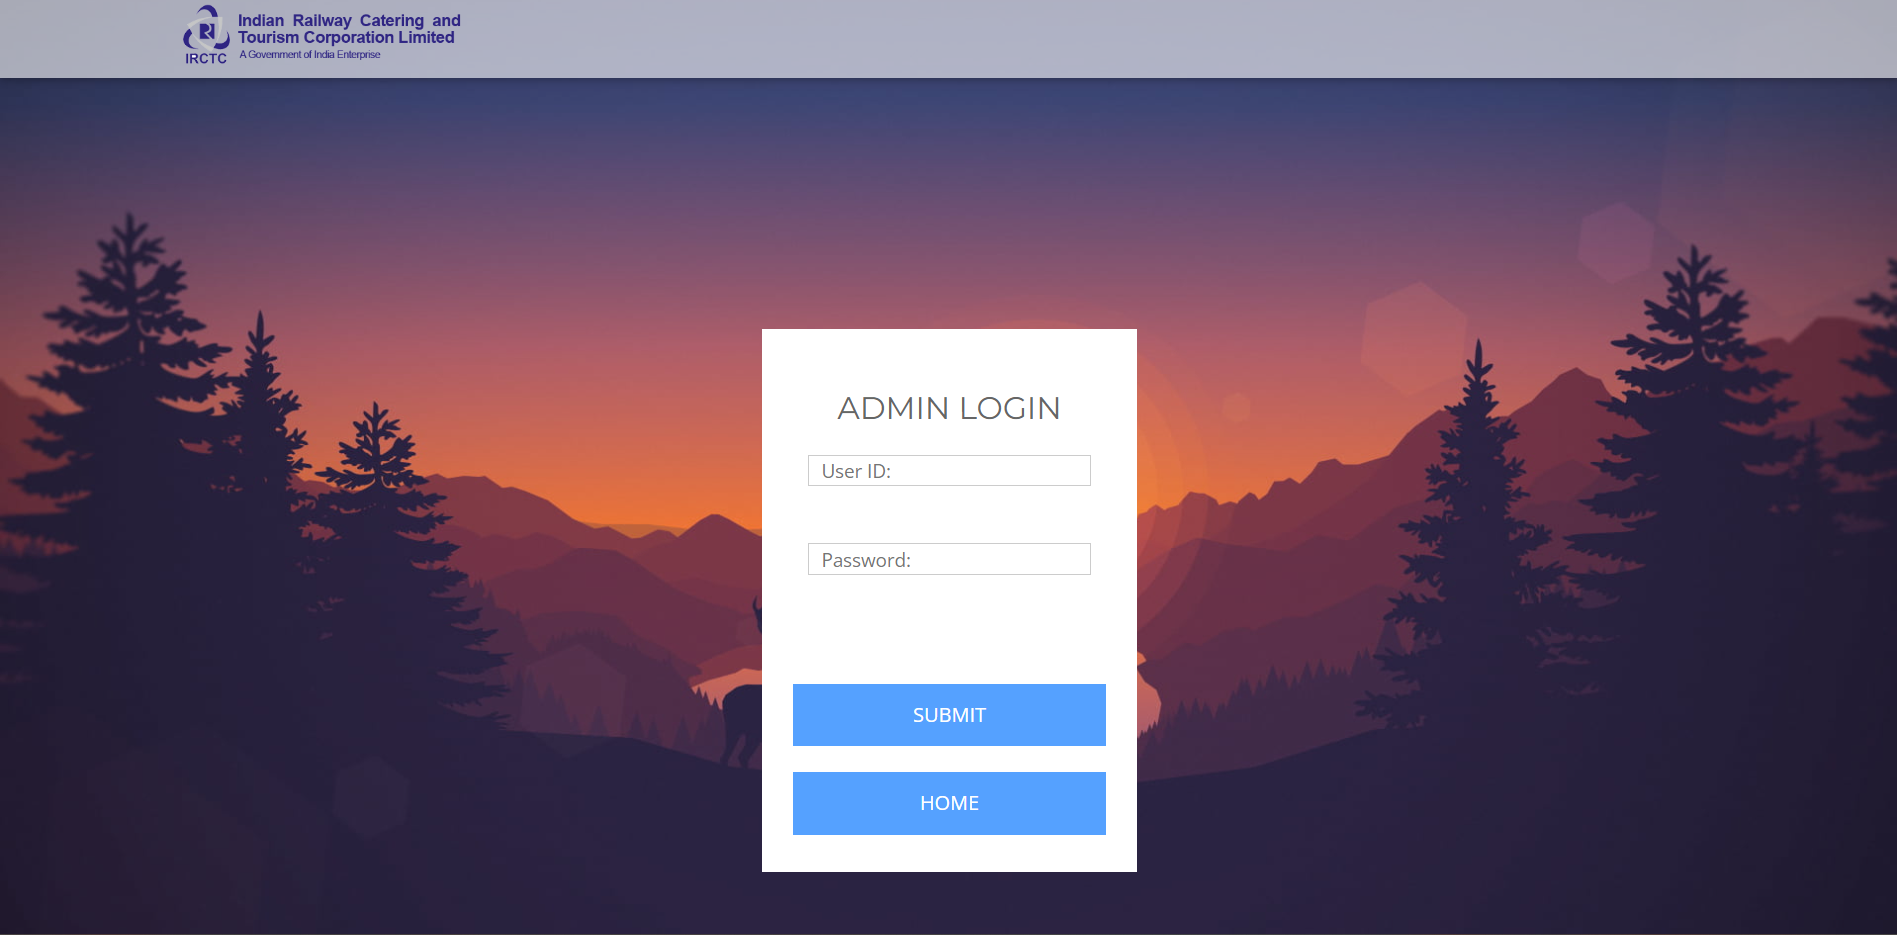 Indian Railway Catering and
Tourism Corporation Limited
A Government of India Enterprise
IRCTC
ADMIN LOGIN
User ID:
Password:
SUBMIT
HOME